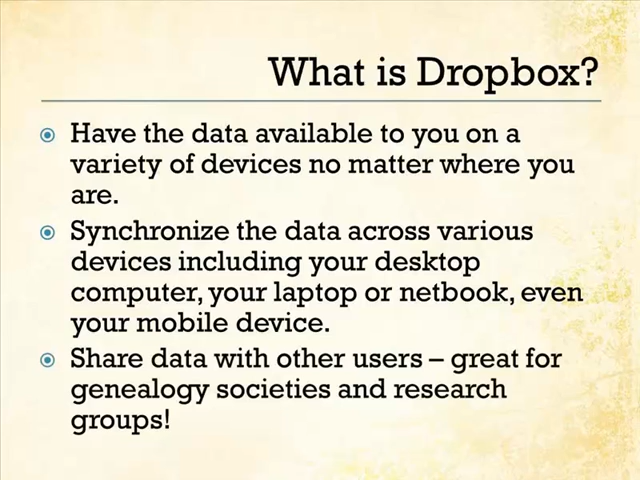 What is Dropbox?
Have the data available to you on a
variety of devices no matter where you
are.
Synchronize the data across various
devices including your desktop
computer, your laptop or netbook, even
your mobile device.
Share data with other users – great for
genealogy societies and research
groups!